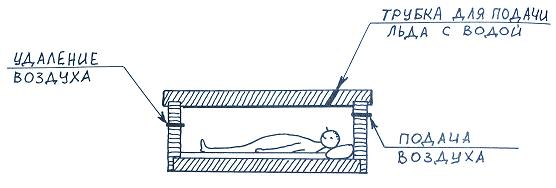 ТРУБКА ДЛЯ ПОДАЧИ
ЛЬДА С ВОДОЙ
УДАЛЕНИЕ
ВОЗДУХА
ПОДАЧА
ВОЗДУХА